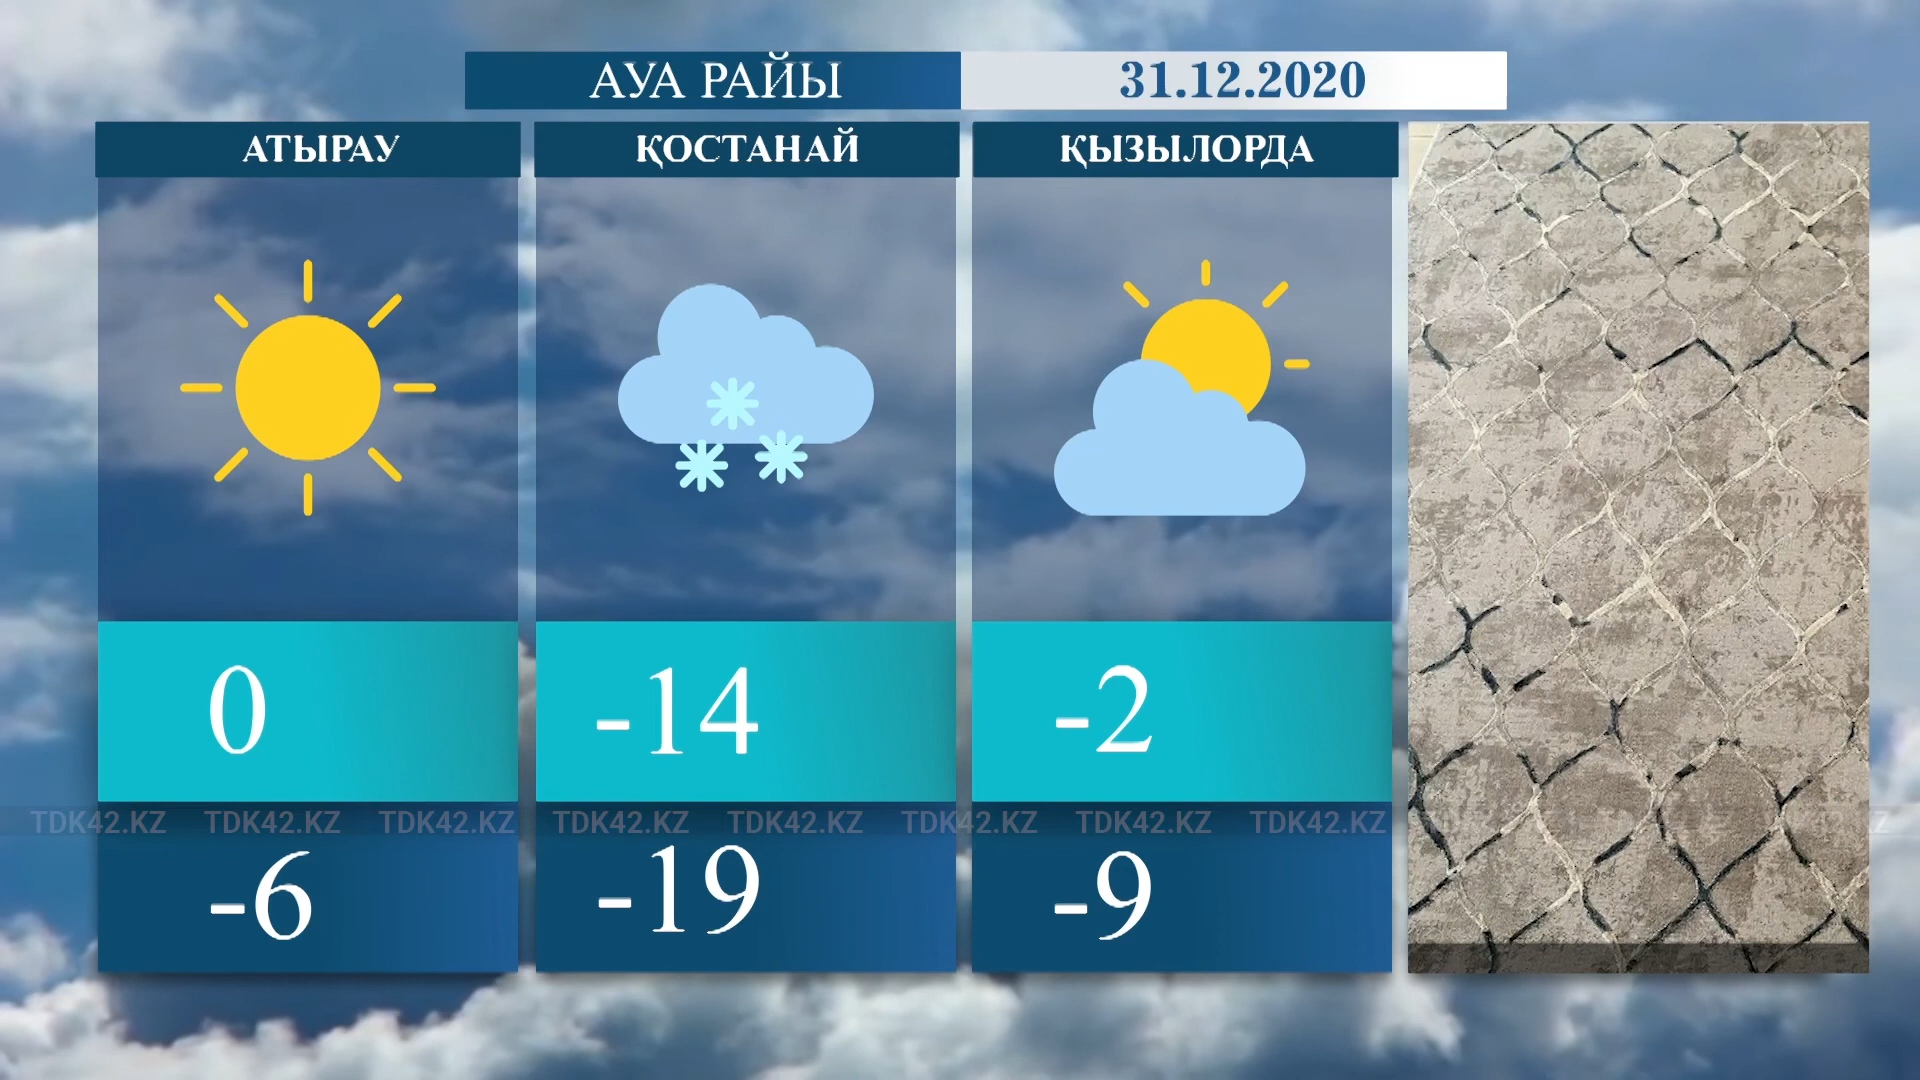 АУА РАЙЫ 31.12.2020
АТЫРАУ ҚОСТАНАЙ ҚЫЗЫЛОРДА
0 -14 -2
TDK42.KZ TDK42.KZ TDK42.KZ TDK42.KZ TDK42.KZ TDK42.KZ TDK42.KZ TDK42.KZ
-6 -19 -9